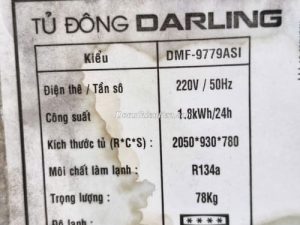 TỦ ĐÔNG DARLING
Kiểu DMF-9779ASI
Điện thế / Tần số 220V / 50Hz
Công suất 1.8kWh/24h
Kích thước tủ (R*C*S) 2050*930*780
Môi chất làm lạnh R134a
Trọng lượng: 78Kg
Độ lạnh ****